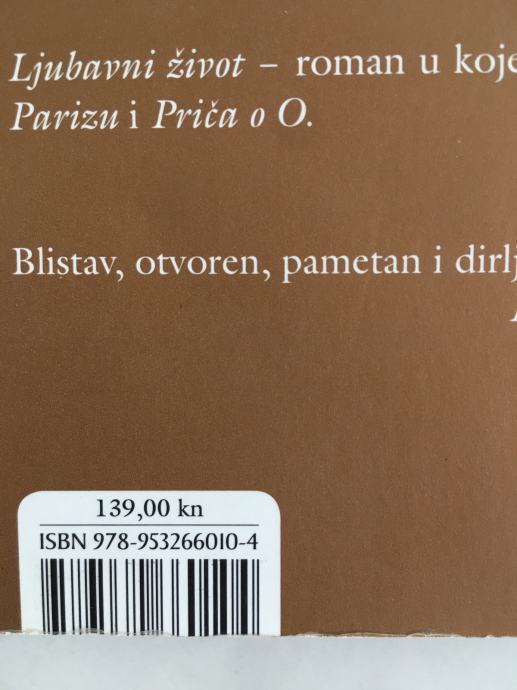 Ljubavni život – roman u koje
Parizu i Priča o O.
Blistav, otvoren, pametan i dirlj
139,00 kn
ISBN 978-953266010-4